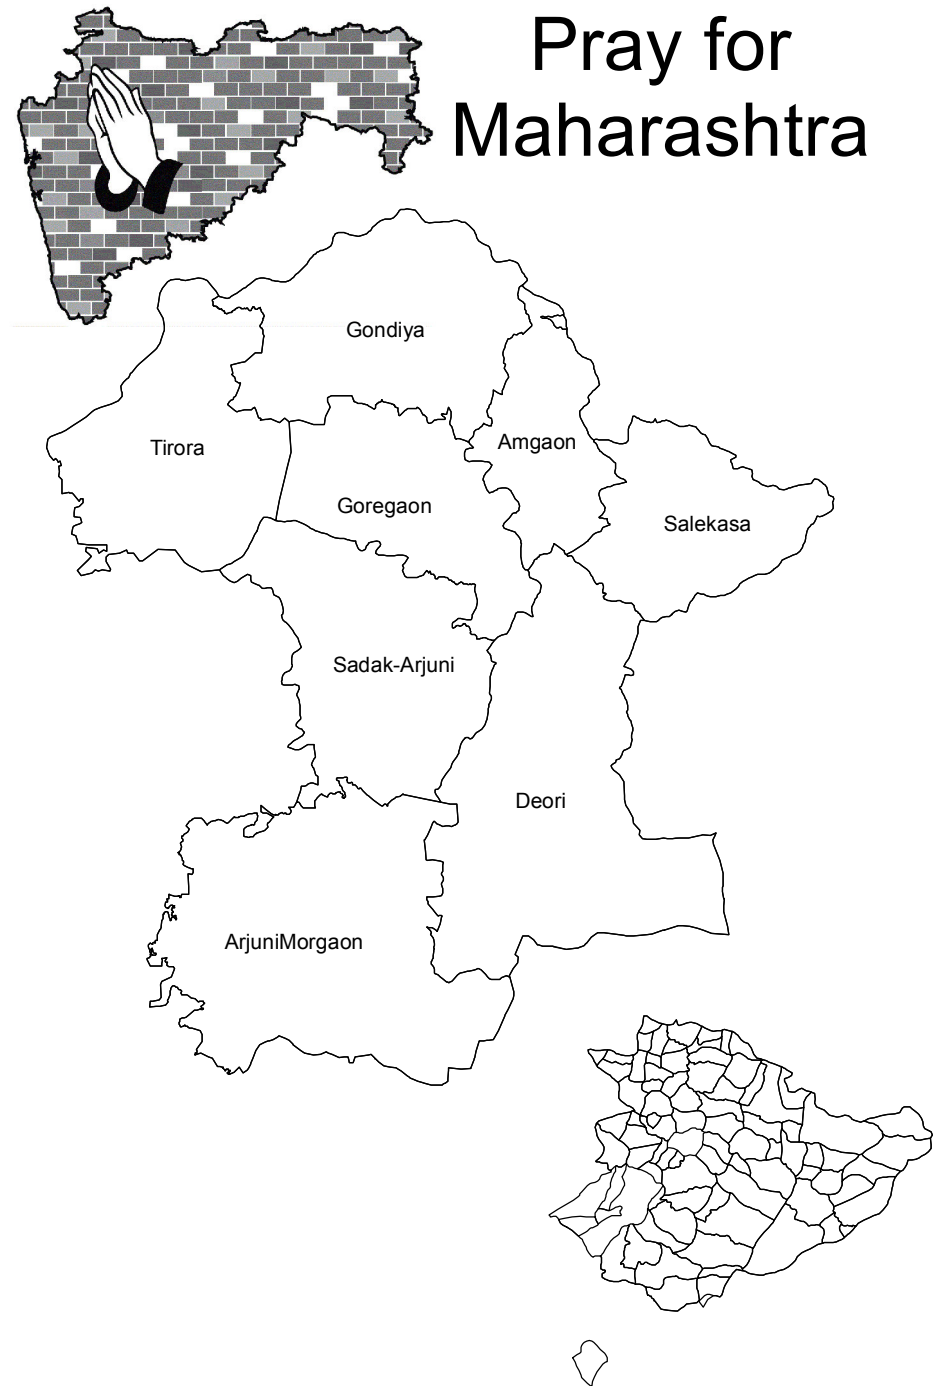 Pray for
Maharashtra
Gondiya
Tirora
Amgaon
Goregaon
Salekasa
Sadak-Arjuni
Deori
ArjuniMorgaon